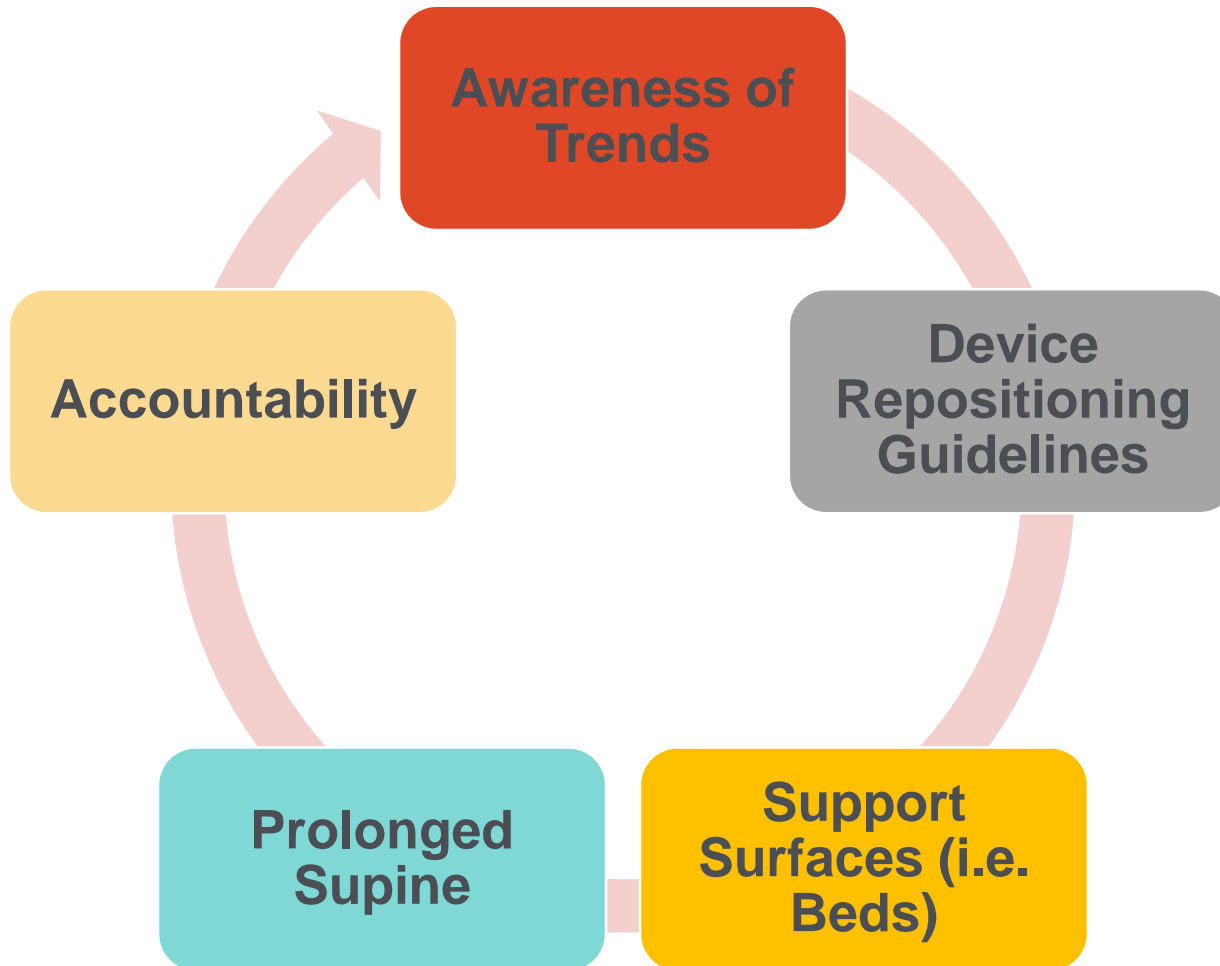 Awareness of
Trends
Device
Repositioning
Guidelines
Support
Surfaces (i.e.
Beds)
Prolonged
Supine
Accountability